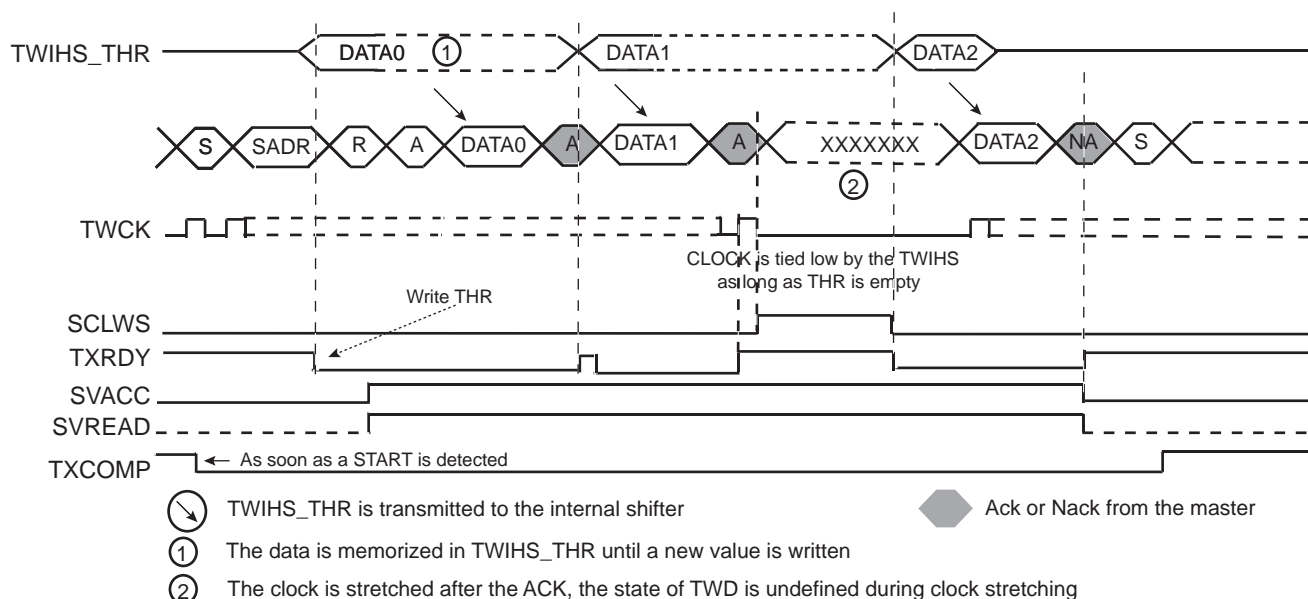 TWIHS_THR DATA0 1 DATA1 DATA2
S SADR R A DATA0 A DATA1 A XXXXXXX DATA2 NA S
2
TWCK
CLOCK is tied low by the TWIHS
as long as THR is empty
Write THR
SCLWS
TXRDY
SVACC
SVREAD
TXCOMP As soon as a START is detected
TWIHS_THR is transmitted to the internal shifter Ack or Nack from the master
1 The data is memorized in TWIHS_THR until a new value is written
2 The clock is stretched after the ACK, the state of TWD is undefined during clock stretching